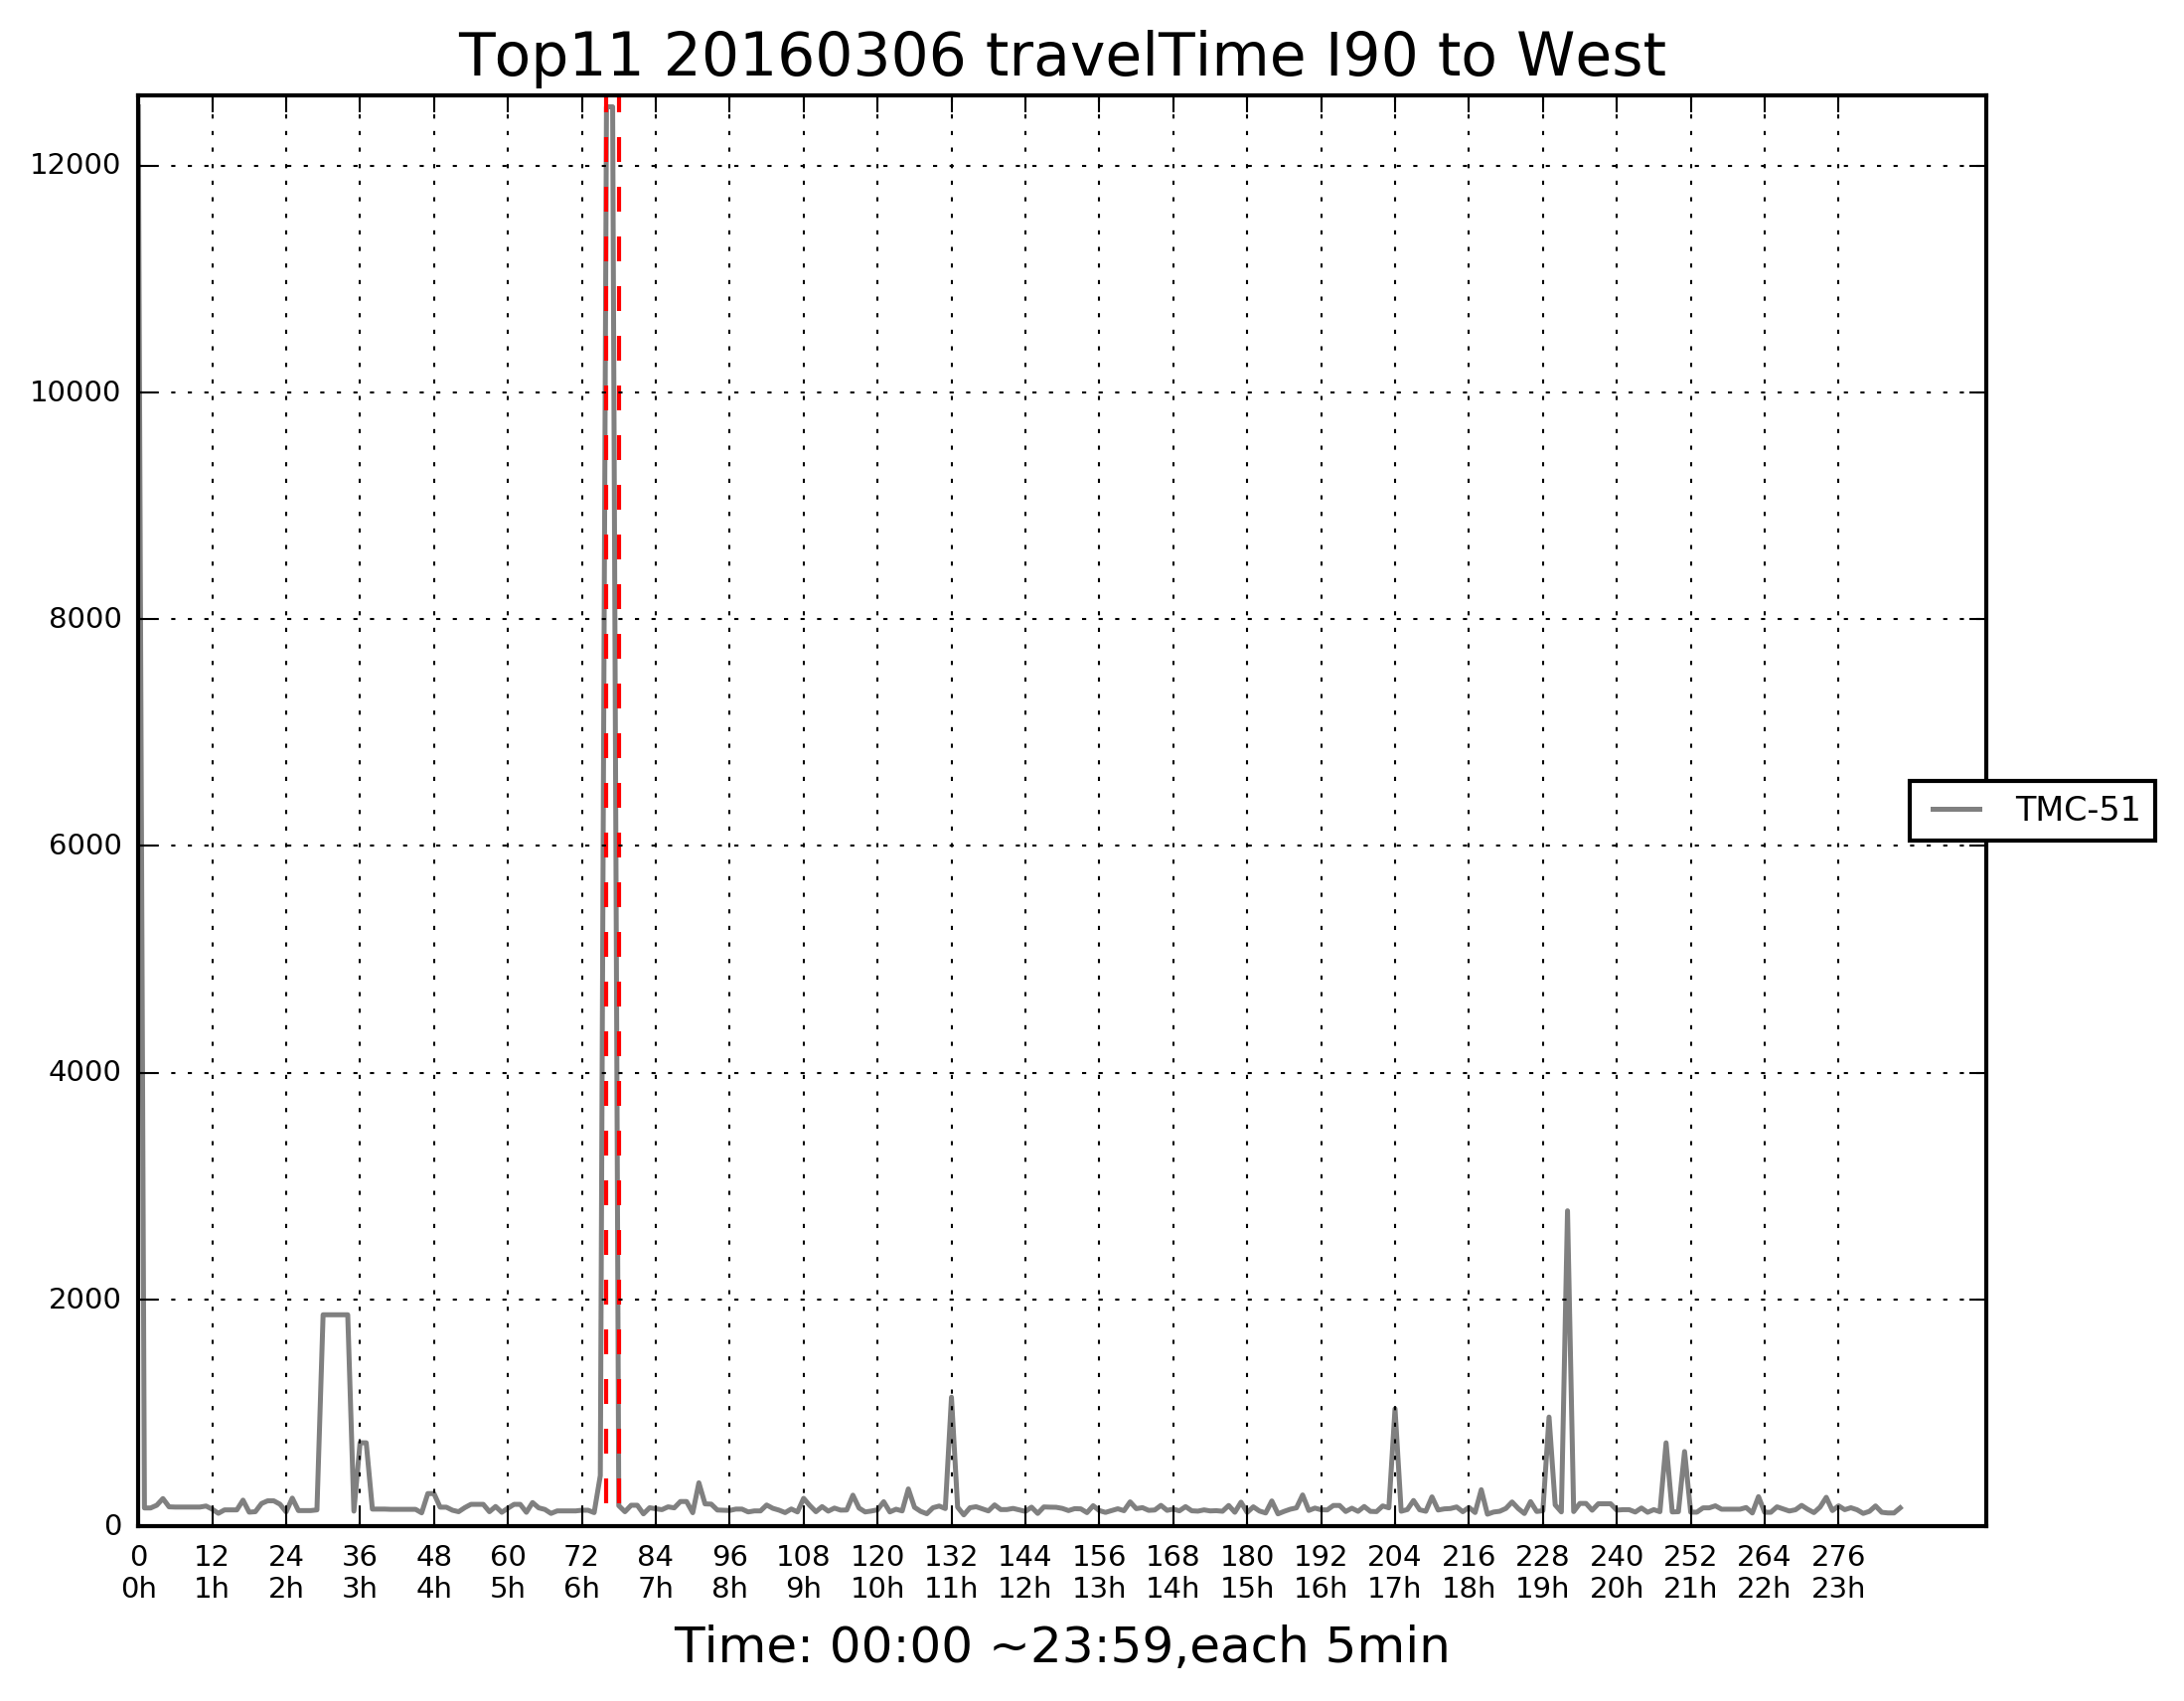 Top11 20160306 travelTime I90 to West
12000
10000
8000
6000
4000
2000
0
TMC-51
0 12 24 36 48 60 72 84 96 108 120 132 144 156 168 180 192 204 216 228 240 252 264 276
0h 1h 2h 3h 4h 5h 6h 7h 8h 9h 10h 11h 12h 13h 14h 15h 16h 17h 18h 19h 20h 21h 22h 23h
Time: 00:00 ~23:59,each 5min